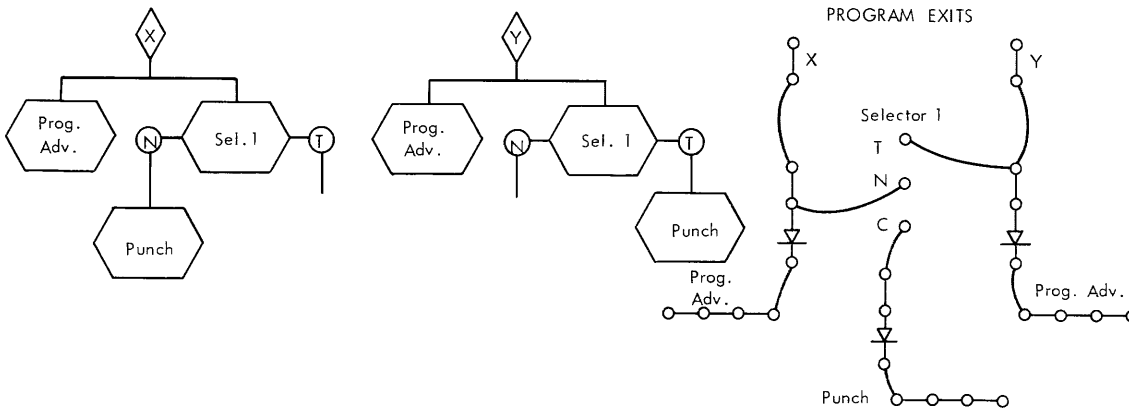 X
Prog.
Adv.
N
Sel. 1
T
Punch
Y
Prog.
Adv.
N
Sel. 1
T
Punch
PROGRAM EXITS
X
Y
Selector 1
T
N
C
Prog.
Adv.
Prog. Adv.
Punch